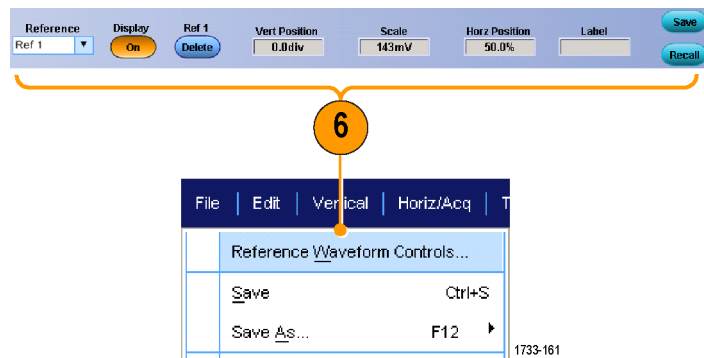 Reference Display Ref 1 Vert Position Scale Horz Position Label Save
Ref 1 On Delete 0.0div 143mV 50.0% Recall
6
File Edit Vertical Horiz/Acq T
Reference Waveform Controls...
Save Ctrl+S
Save As... F12
1733-161